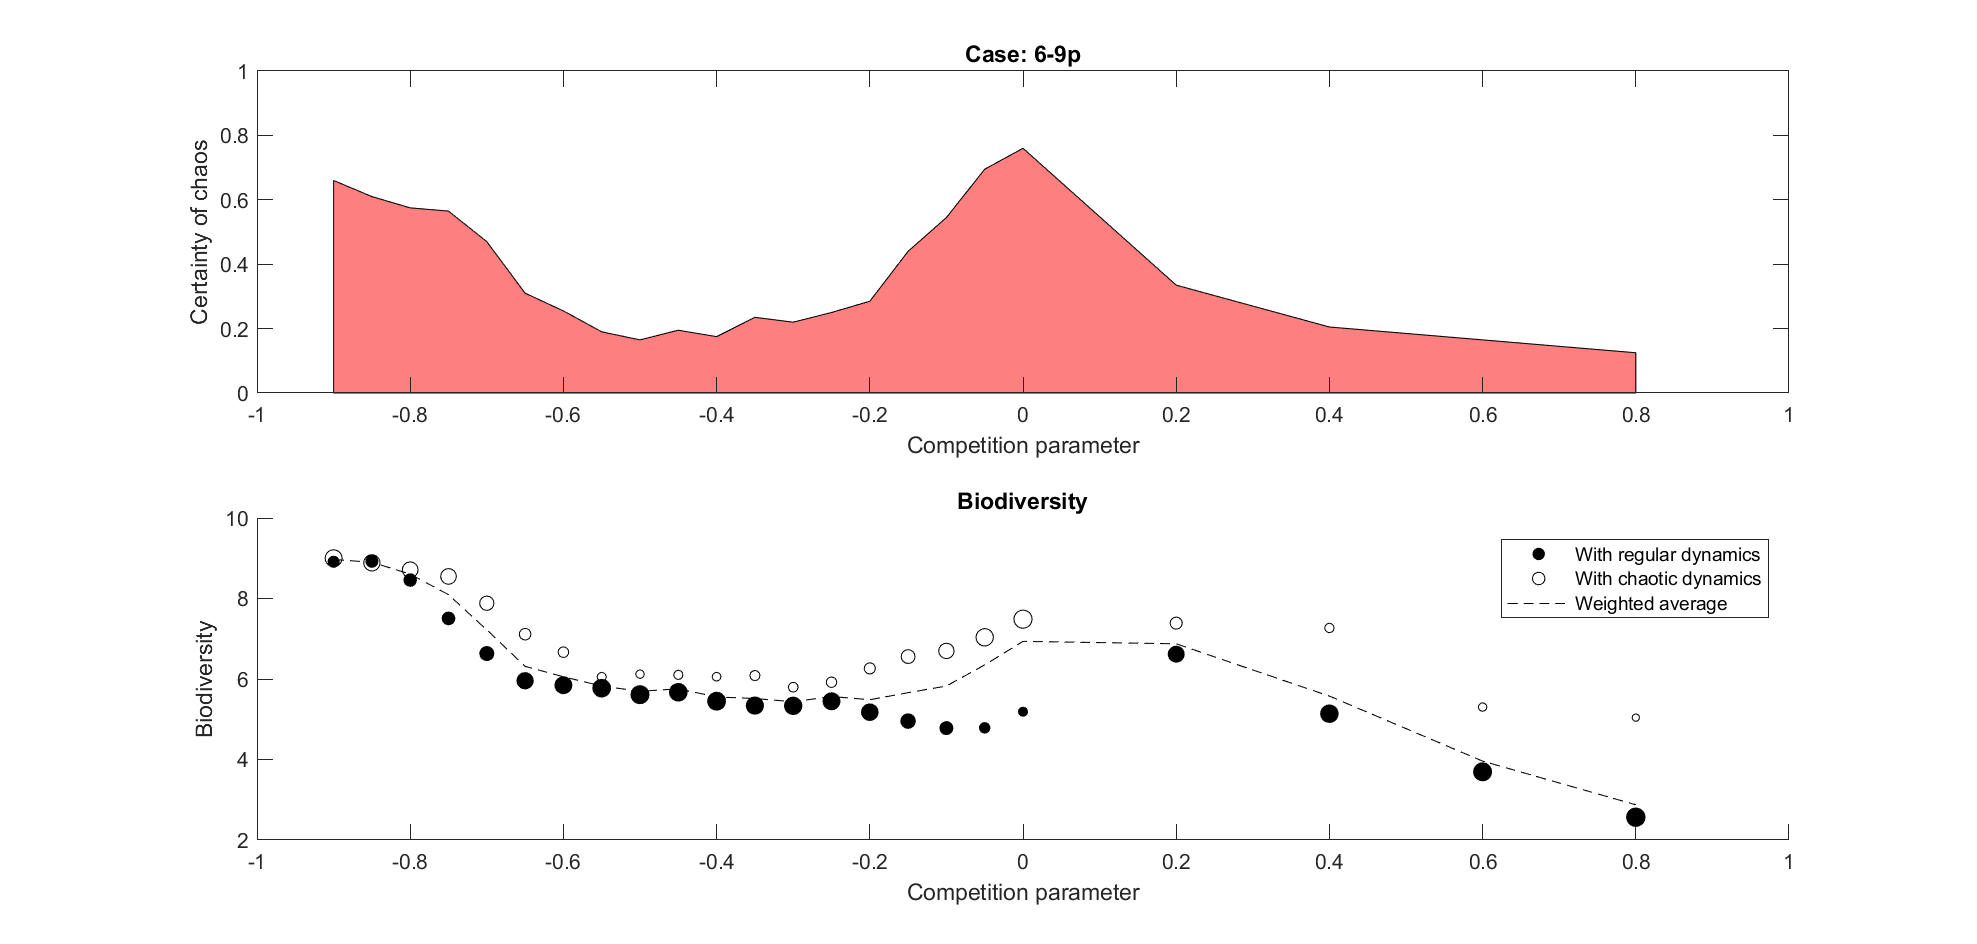 Case: 6-9p
1
0.8
0.6
0.4
0.2
0
Certainty of chaos
-1 -0.8 -0.6 -0.4 -0.2 0 0.2 0.4 0.6 0.8 1
Competition parameter
Biodiversity
10
8
6
4
2
Biodiversity
With regular dynamics
With chaotic dynamics
Weighted average
-1 -0.8 -0.6 -0.4 -0.2 0 0.2 0.4 0.6 0.8 1
Competition parameter